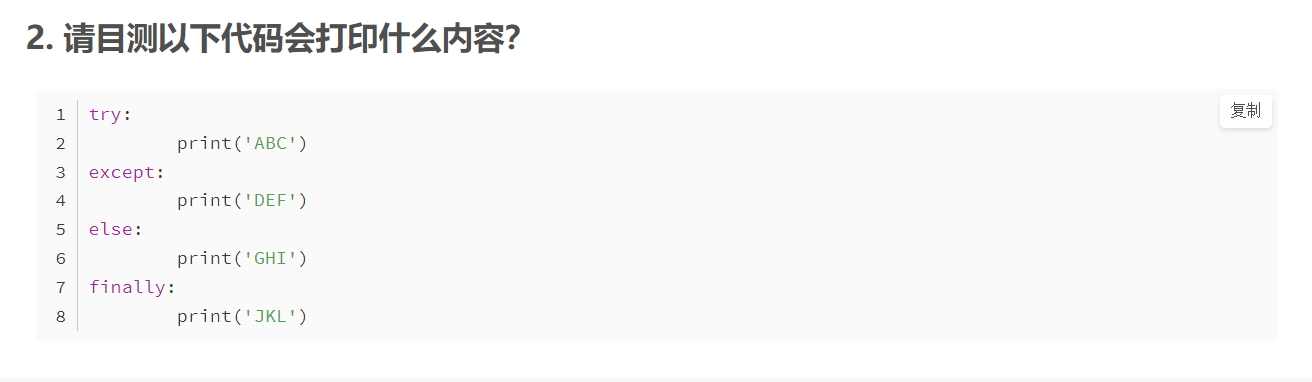 2. 请目测以下代码会打印什么内容?
复制
1 try:
2         print('ABC')
3 except:
4         print('DEF')
5 else:
6         print('GHI')
7 finally:
8         print('JKL')